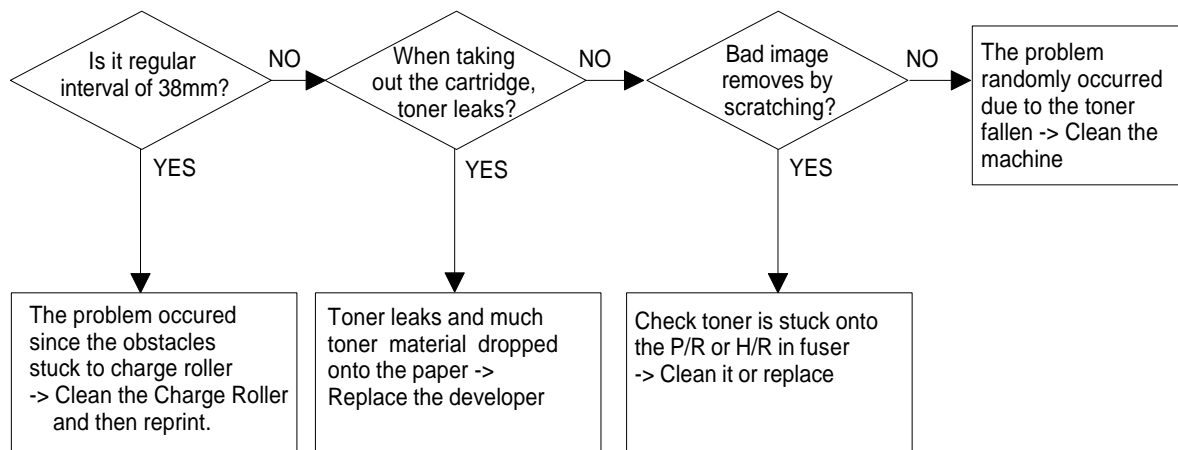 Is it regular
interval of 38mm?
NO
YES
When taking
out the cartridge,
toner leaks?
NO
YES
Bad image
removes by
scratching?
NO
YES
The problem
randomly occurred
due to the toner
fallen -> Clean the
machine
The problem occured
since the obstacles
stuck to charge roller
-> Clean the Charge Roller
and then reprint.
Toner leaks and much
toner material dropped
onto the paper ->
Replace the developer
Check toner is stuck onto
the P/R or H/R in fuser
-> Clean it or replace